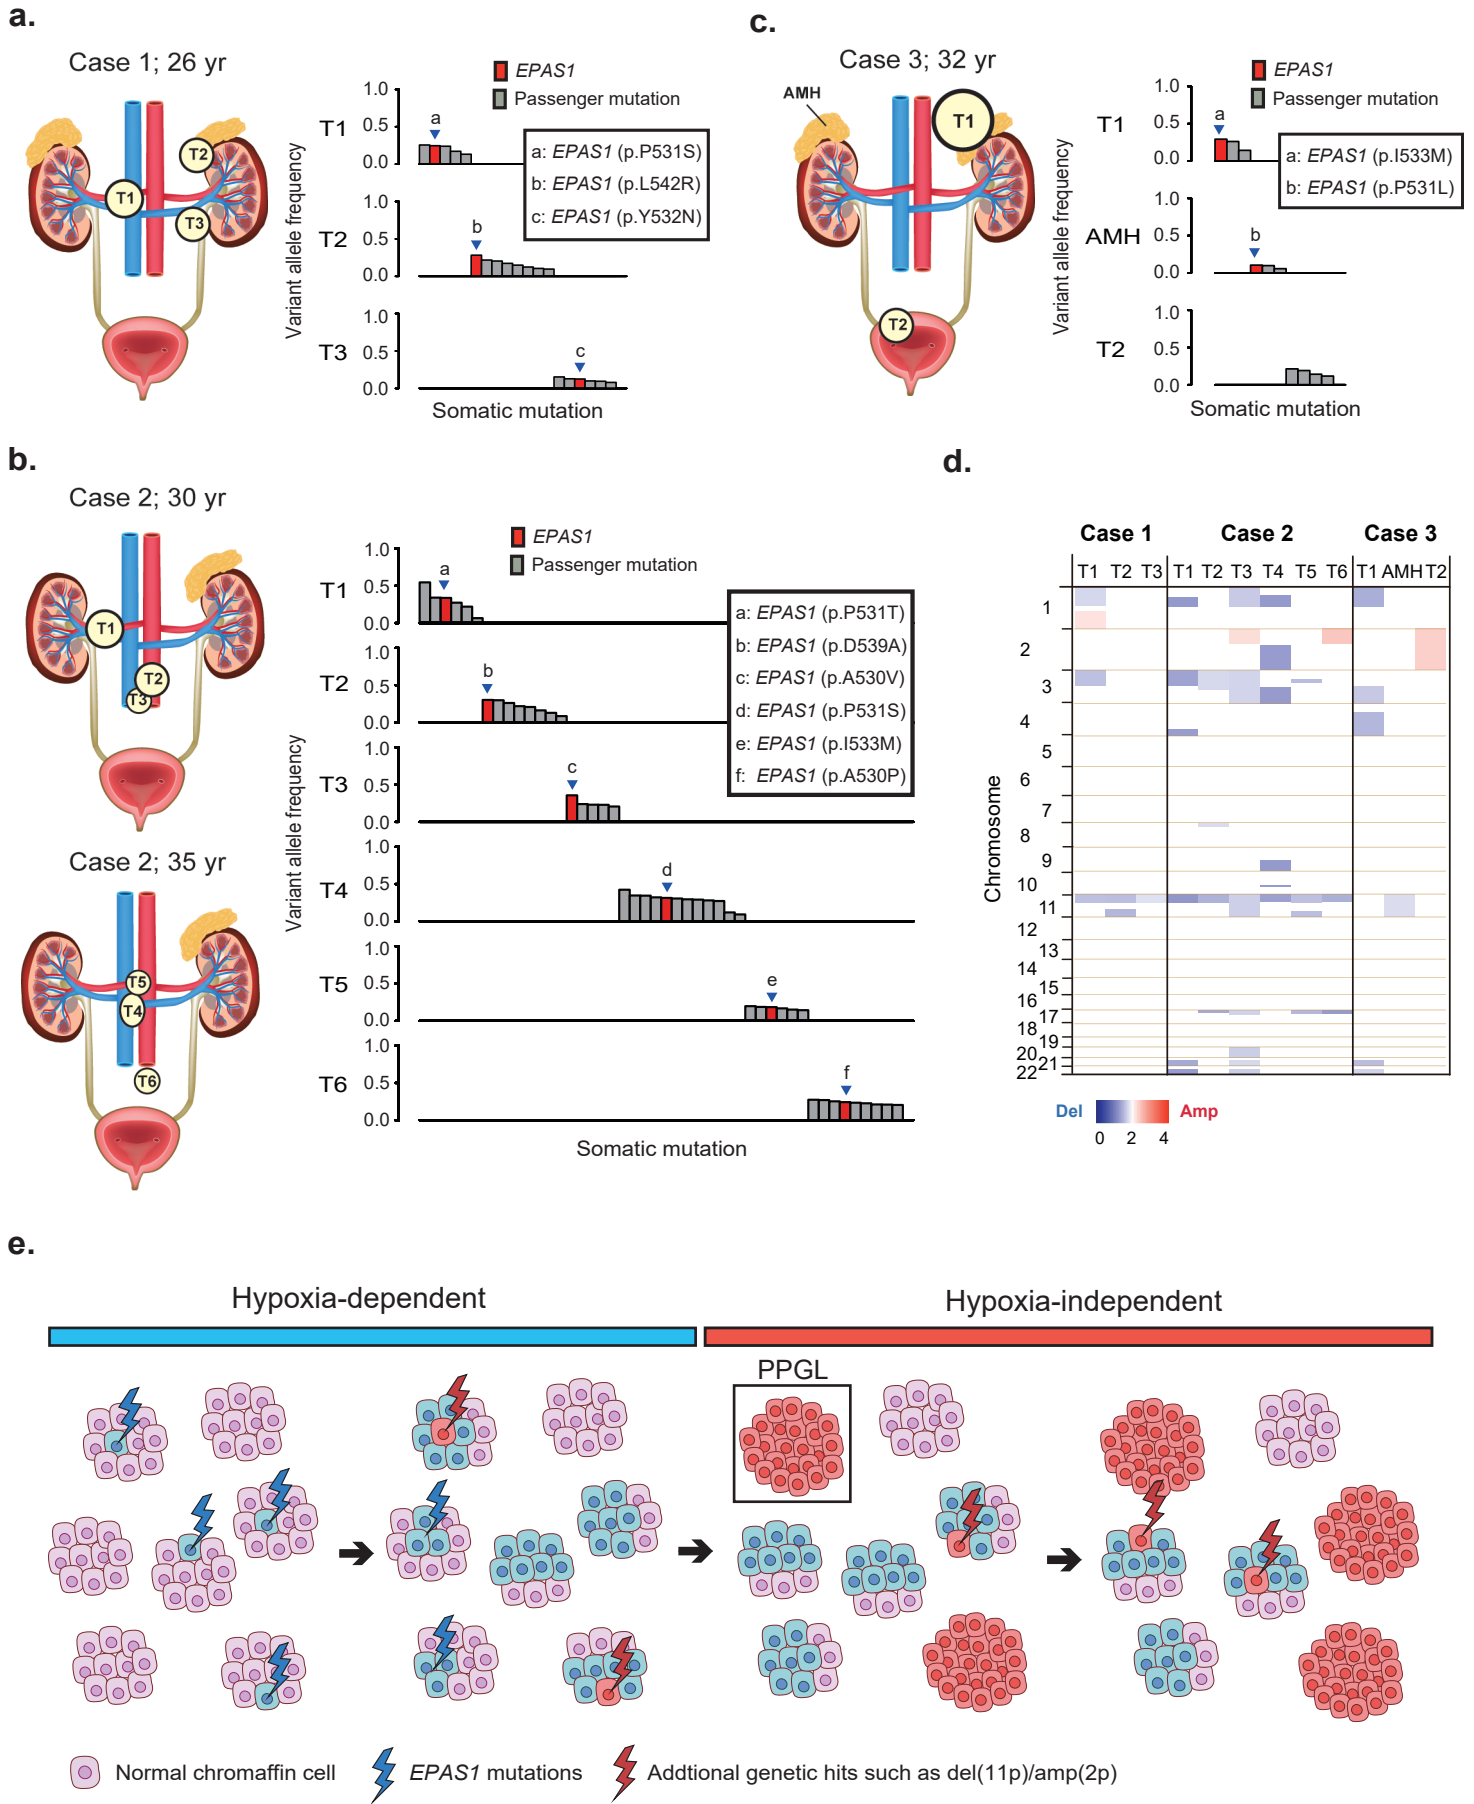 a.
Case 1; 26 yr
T1
T2
T3
EPAS1
Passenger mutation
Variant allele frequency
T1
1.0
0.5
0.0
a
a: EPAS1 (p.P531S)
b: EPAS1 (p.L542R)
c: EPAS1 (p.Y532N)
T2
1.0
0.5
0.0
b
T3
1.0
0.5
0.0
c
Somatic mutation
c.
Case 3; 32 yr
AMH
T1
T2
EPAS1
Passenger mutation
Variant allele frequency
T1
1.0
0.5
0.0
a
a: EPAS1 (p.I533M)
b: EPAS1 (p.P531L)
AMH
1.0
0.5
0.0
b
T2
1.0
0.5
0.0
Somatic mutation
b.
Case 2; 30 yr
T1
T2
T3
Case 2; 35 yr
T5
T4
T6
EPAS1
Passenger mutation
Variant allele frequency
T1
1.0
0.5
0.0
a
a: EPAS1 (p.P531T)
b: EPAS1 (p.D539A)
c: EPAS1 (p.A530V)
d: EPAS1 (p.P531S)
e: EPAS1 (p.I533M)
f: EPAS1 (p.A530P)
T2
1.0
0.5
0.0
b
T3
1.0
0.5
0.0
c
Variant allele frequency
T4
1.0
0.5
0.0
d
T5
1.0
0.5
0.0
e
T6
1.0
0.5
0.0
f
Somatic mutation
d.
Case 1 Case 2 Case 3
T1 T2 T3 T1 T2 T3 T4 T5 T6 T1 AMH T2
Chromosome
1
2
3
4
5
6
7
8
9
10
11
12
13
14
15
16
17
18
19
20
21
22
Del Amp
0 2 4
e.
Hypoxia-dependent
Hypoxia-independent
PPGL
Normal chromaffin cell
EPAS1 mutations
Addtional genetic hits such as del(11p)/amp(2p)